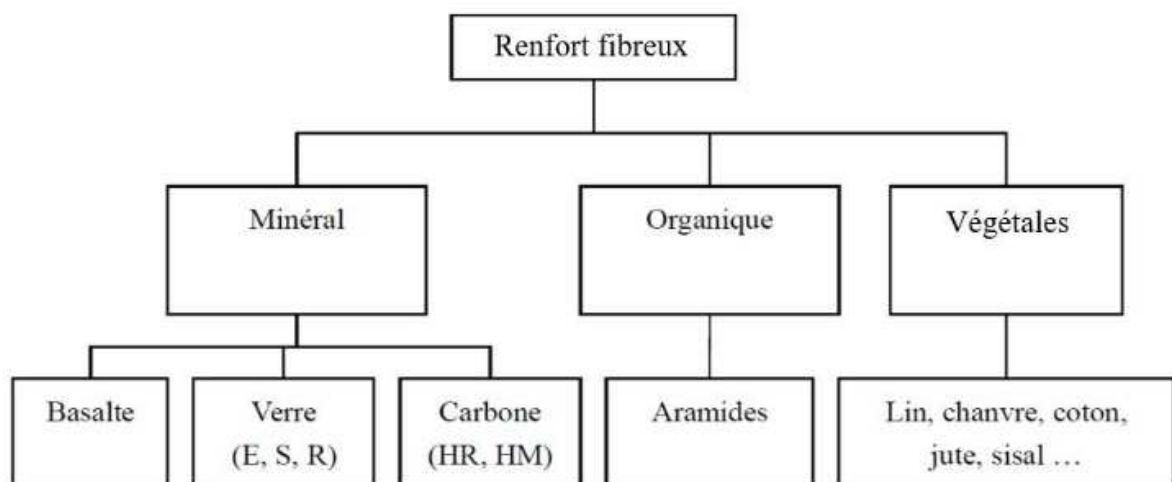 Renfort fibreux
Minéral
Organique
Végétales
Basalte
Verre
(E, S, R)
Carbone
(HR, HM)
Aramides
Lin, chanvre, coton,
jute, sisal ...